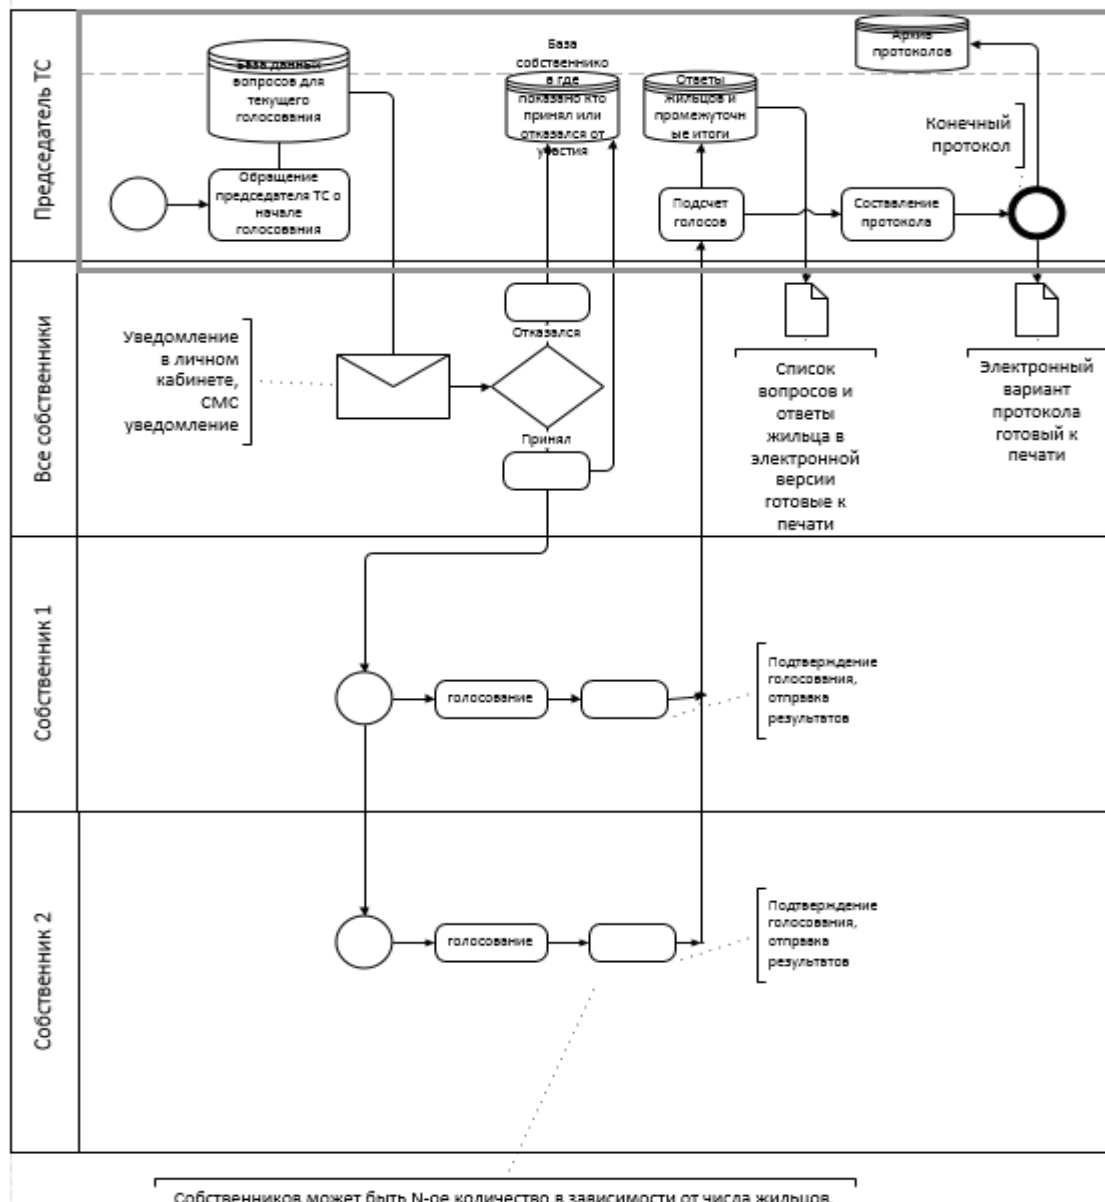 Председатель ТС
База данных
вопросов для
текущего
голосования
Обращение
председателя ТС о
начале
голосования
База
собственнико
в где
показано кто
принял или
отказался от
участия
Ответы
жильцов и
промежуточн
ые итоги
Подсчет
голосов
Составление
протокола
Архив
протоколов
Конечный
протокол
Все собственники
Уведомление
в личном
кабинете,
СМС
уведомление
Отказался
Принял
Список
вопросов и
ответы
жильца в
электронной
версии
готовые к
печати
Электронный
вариант
протокола
готовый к
печати
Собственник 1
голосование
Подтверждение
голосования,
отправка
результатов
Собственник 2
голосование
Подтверждение
голосования,
отправка
результатов
Собственников может быть N-ое количество в зависимости от числа жильцов